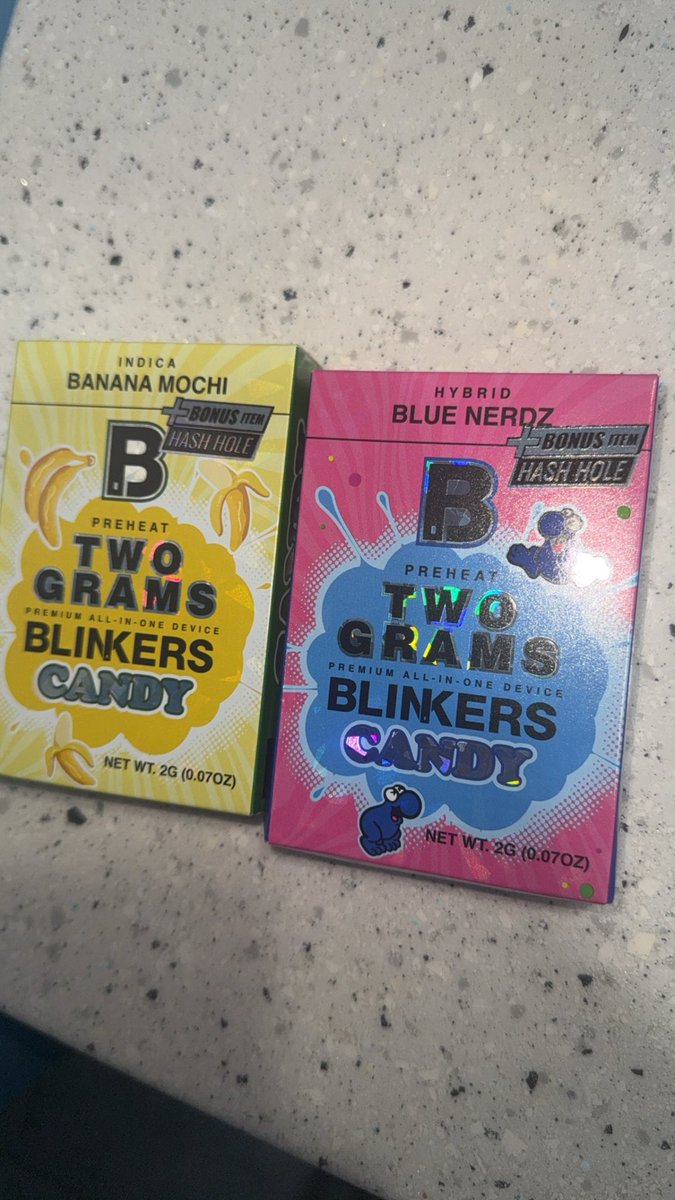 INDICA
BANANA MOCHI
+BONUS ITEM
HASH HOLE
B
PREHEAT
TWO
GRAMS
PREMIUM ALL-IN-ONE DEVICE
BLINKERS
CANDY
NET WT. 2G (0.07OZ)
HYBRID
BLUE NERDZ
+BONUS ITEM
HASH HOLE
B
PREHEAT
TWO
GRAMS
PREMIUM ALL-IN-ONE DEVICE
BLINKERS
CANDY
NET WT. 2G (0.07OZ)